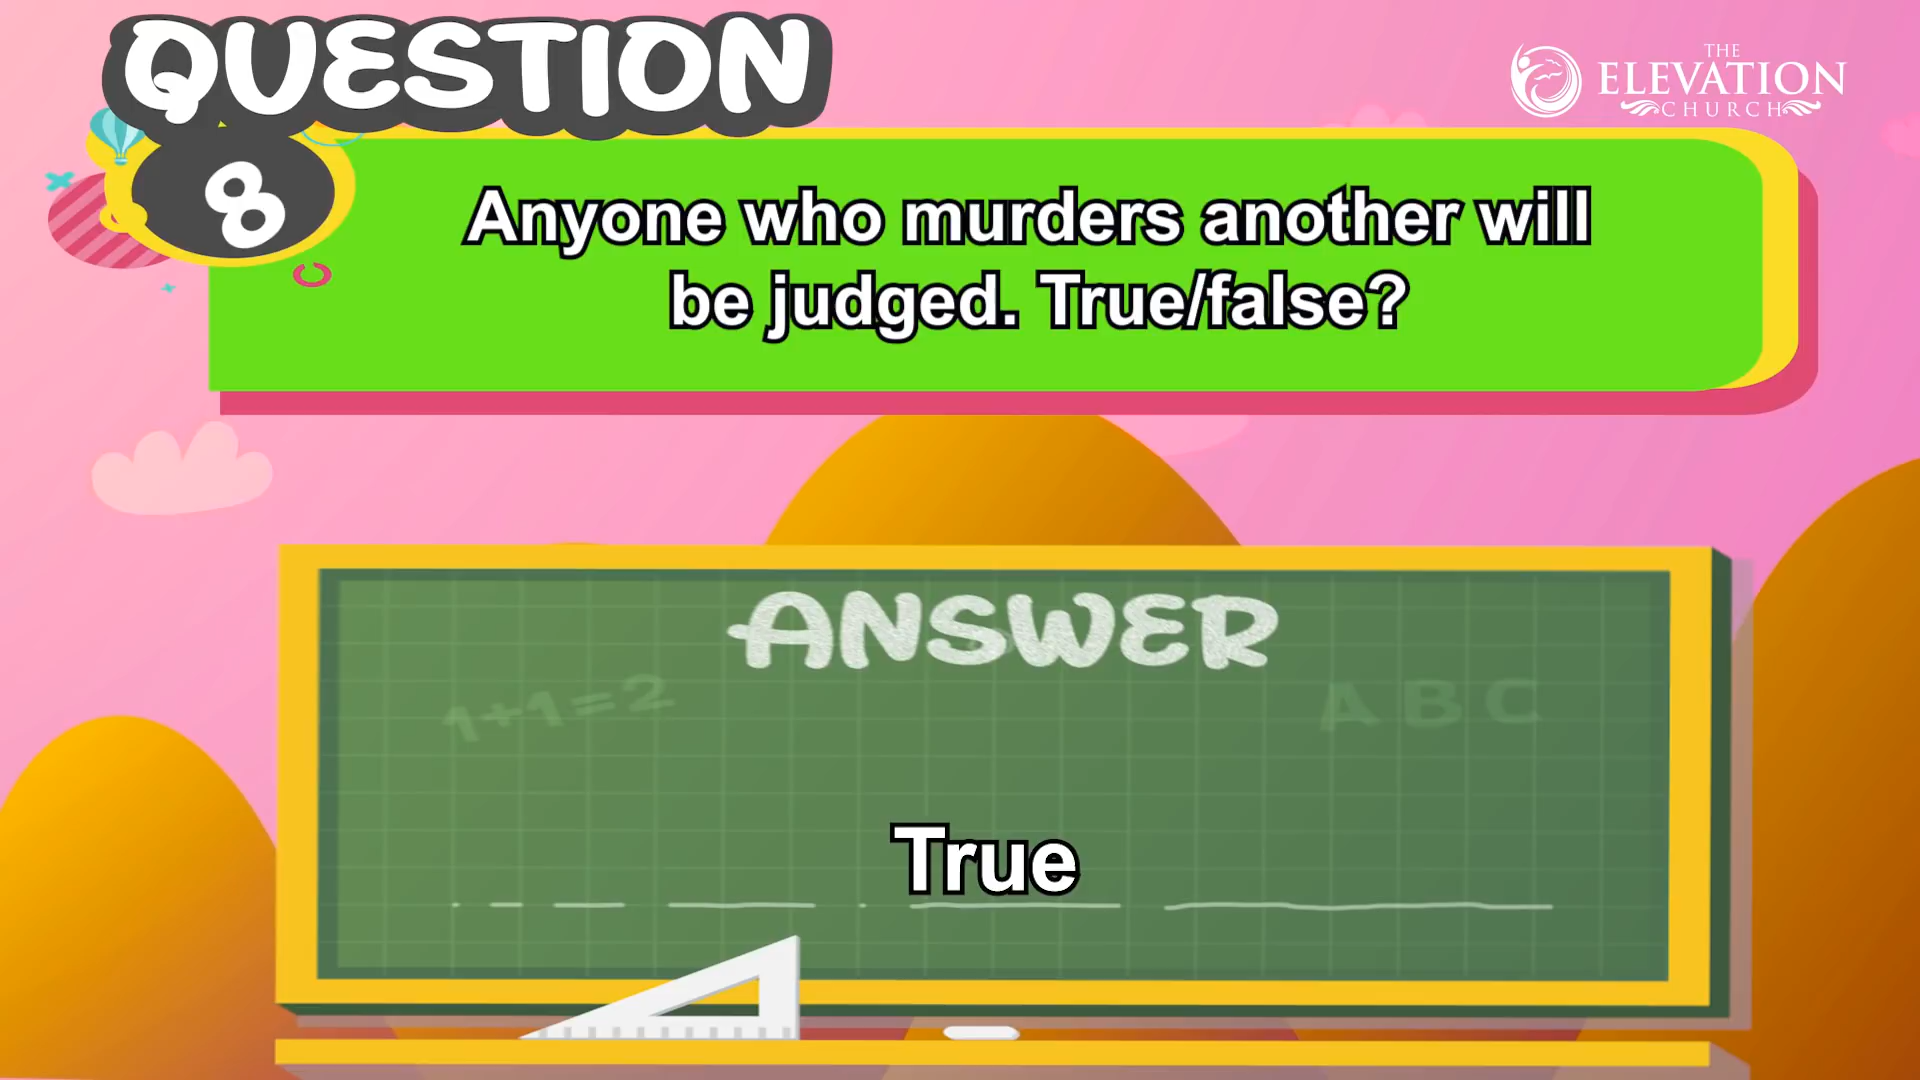 QUESTION
THE
ELEVATION
CHURCH
8
Anyone who murders another will
be judged. True/false?
ANSWER
1+1=2
A B C
True